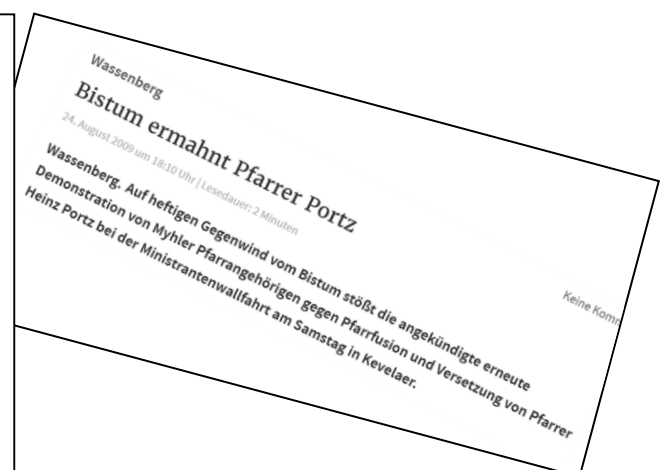 Wassenberg
Bistum ermahnt Pfarrer Portz
24. August 2009 um 18:10 Uhr | Lesedauer: 2 Minuten
Wassenberg. Auf heftigen Gegenwind vom Bistum stößt die angekündigte erneute
Demonstration von Myhler Pfarrangehörigen gegen Pfarrfusion und Versetzung von Pfarrer
Heinz Portz bei der Ministrantenwallfahrt am Samstag in Kevelaer.
Keine